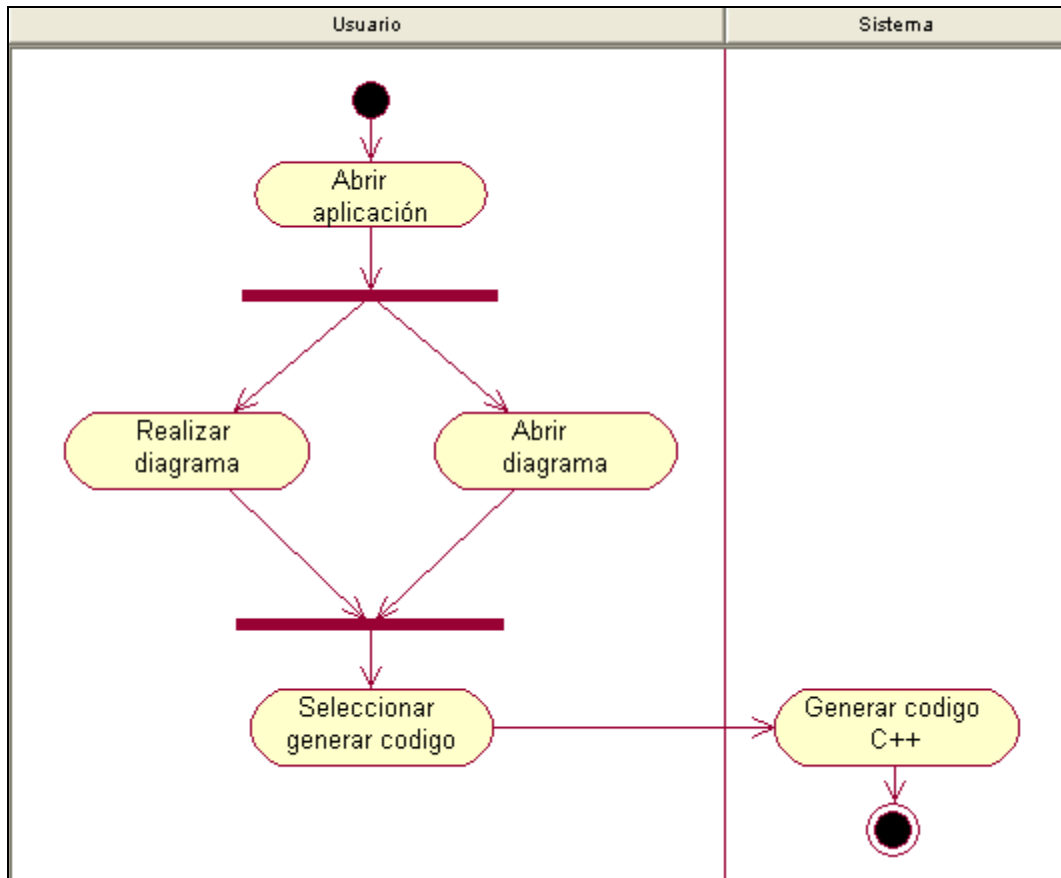 Usuario
Sistema
Abrir
aplicación
Realizar
diagrama
Abrir
diagrama
Seleccionar
generar codigo
Generar codigo
C++